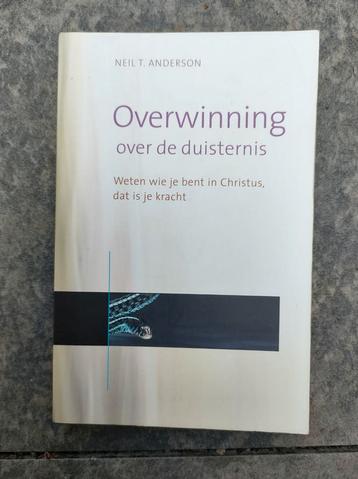 NEIL T. ANDERSON
Overwinning
over de duisternis
Weten wie je bent in Christus,
dat is je kracht